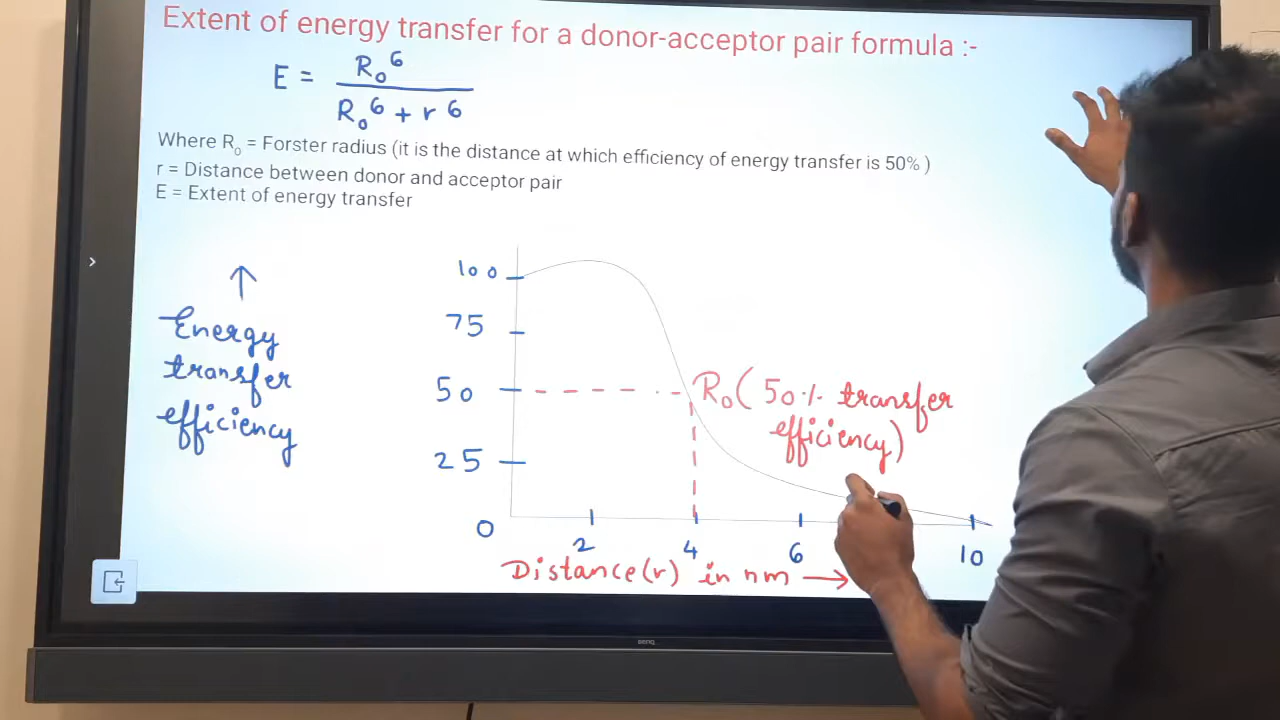 Extent of energy transfer for a donor-acceptor pair formula :-
E = R₀⁶ / (R₀⁶ + r⁶)
Where R₀ = Forster radius (it is the distance at which efficiency of energy transfer is 50% )
r = Distance between donor and acceptor pair
E = Extent of energy transfer
↑
Energy
transfer
efficiency
100
75
50
25
0
R₀ (50% transfer
efficiency)
2
4
6
10
Distance(r) in nm →
BENQ